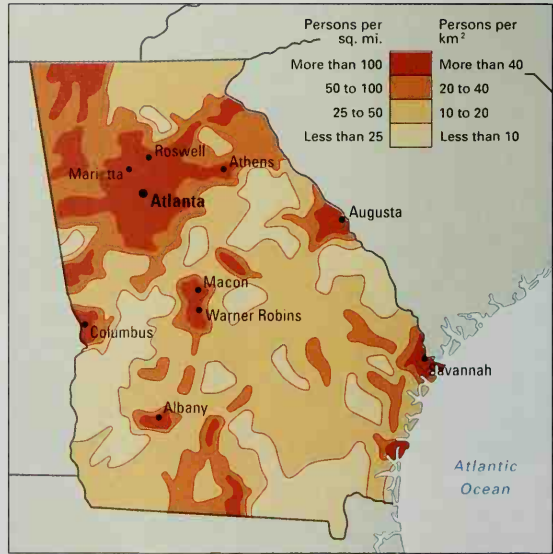 Persons per sq. mi.
Persons per km²
More than 100
More than 40
50 to 100
20 to 40
25 to 50
10 to 20
Less than 25
Less than 10
Roswell
Marietta
Athens
Atlanta
Augusta
Macon
Warner Robins
Columbus
Savannah
Albany
Atlantic
Ocean